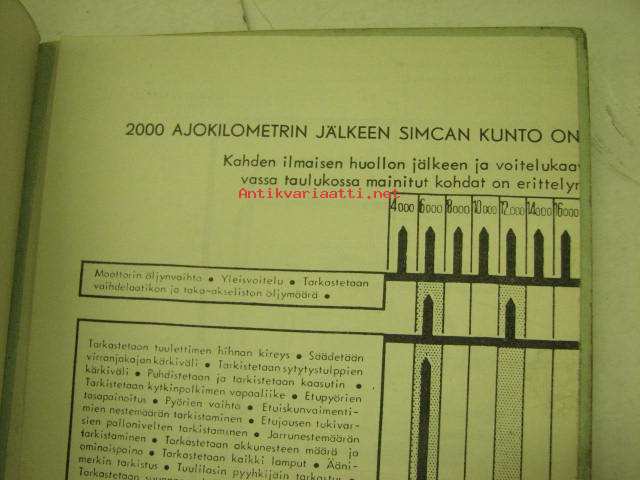 2000 AJOKILOMETRIN JÄLKEEN SIMCAN KUNTO ON
Kahden ilmaisen huollon jälkeen ja voitelukaav
vassa taulukossa mainitut kohdat on erittelyn
Antikvariaatti.net
4000 6000 8000 10000 12.000 14000 16000
Moottorin öljynvaihto • Yleisvoitelu • Tarkastetaan
vaihdelaatikon ja taka-akseliston öljymäärä •
Tarkastetaan tuulettimen hihnan kireys • Säädetään
virranjakajan kärkiväli • Tarkistetaan sytytystulppien
kärkiväli • Puhdistetaan ja tarkistetaan kaasutin •
Tarkistetaan kytkinpolkimen vapaaliike • Etupyörien
tasapainoitus • Pyörien vaihto • Etuiskunvaimenti-
mien nestemäärän tarkistaminen • Etujousen tukivar-
sien pallonivelten tarkistaminen • Jarrunestemäärän
tarkistaminen • Tarkastetaan akkunesteen määrä ja
ominaispaino • Tarkastetaan kaikki lamput • Ääni-
merkin tarkistus • Tuulilasin pyyhkijäin tarkastus •
Tarkastetaan